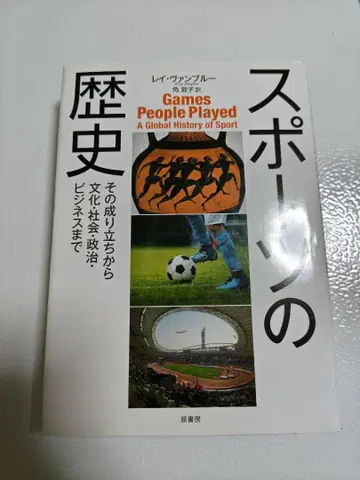 レイ・ヴァンプルー
角敦子 訳
Games
People Played
A Global History of Sport
スポーツの
歴史
その成り立ちから
文化・社会・政治・
ビジネスまで
原書房